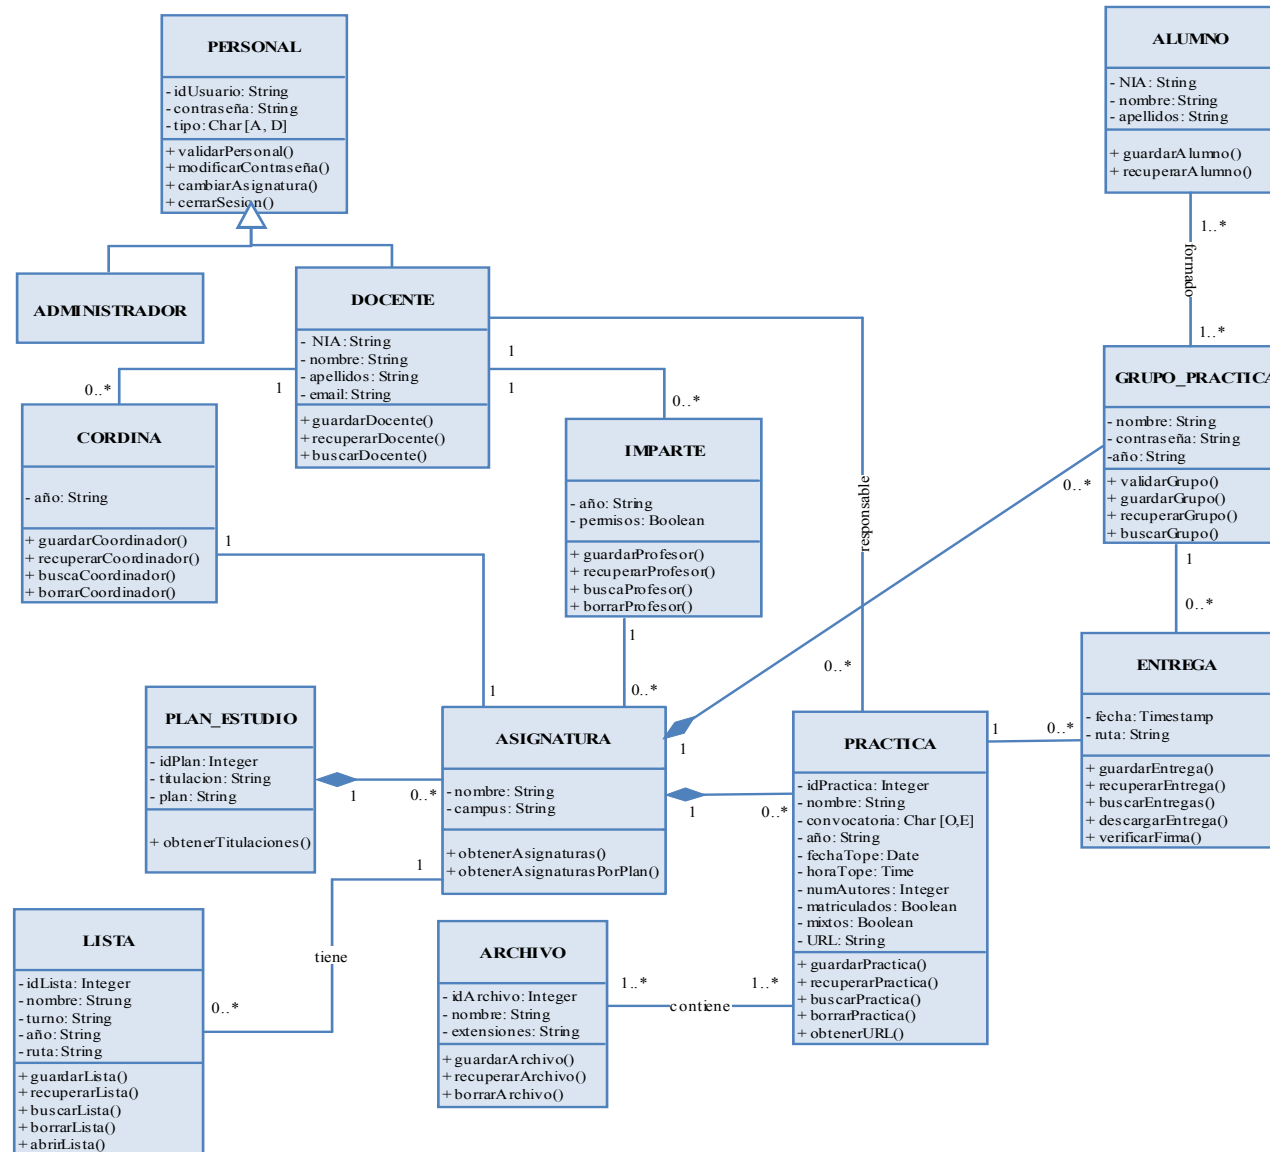 PERSONAL
- idUsuario: String
- contraseña: String
- tipo: Char [A, D]
+ validarPersonal()
+ modificarContraseña()
+ cambiarAsignatura()
+ cerrarSesion()
ALUMNO
- NIA: String
- nombre: String
- apellidos: String
+ guardarAlumno()
+ recuperarAlumno()
1..*
formado
1..*
ADMINISTRADOR
DOCENTE
- NIA: String
- nombre: String
- apellidos: String
- email: String
+ guardarDocente()
+ recuperarDocente()
+ buscarDocente()
1
1
0..*
0..*
1
responsable
0..*
GRUPO_PRACTICA
- nombre: String
- contraseña: String
-año: String
+ validarGrupo()
+ guardarGrupo()
+ recuperarGrupo()
+ buscarGrupo()
0..*
1
0..*
CORDINA
- año: String
+ guardarCoordinador()
+ recuperarCoordinador()
+ buscaCoordinador()
+ borrarCoordinador()
1
1
IMPARTE
- año: String
- permisos: Boolean
+ guardarProfesor()
+ recuperarProfesor()
+ buscaProfesor()
+ borrarProfesor()
1
0..*
ENTREGA
- fecha: Timestamp
- ruta: String
+ guardarEntrega()
+ recuperarEntrega()
+ buscarEntregas()
+ descargarEntrega()
+ verificarFirma()
PLAN_ESTUDIO
- idPlan: Integer
- titulacion: String
- plan: String
+ obtenerTitulaciones()
1
0..*
ASIGNATURA
- nombre: String
- campus: String
+ obtenerAsignaturas()
+ obtenerAsignaturasPorPlan()
1
1
0..*
PRACTICA
- idPractica: Integer
- nombre: String
- convocatoria: Char [O,E]
- año: String
- fechaTope: Date
- horaTope: Time
- numAutores: Integer
- matriculados: Boolean
- mixtos: Boolean
- URL: String
+ guardarPractica()
+ recuperarPractica()
+ buscarPractica()
+ borrarPractica()
+ obtenerURL()
1
0..*
1
tiene
0..*
LISTA
- idLista: Integer
- nombre: Strung
- turno: String
- año: String
- ruta: String
+ guardarLista()
+ recuperarLista()
+ buscarLista()
+ borrarLista()
+ abrirLista()
ARCHIVO
- idArchivo: Integer
- nombre: String
- extensiones: String
+ guardarArchivo()
+ recuperarArchivo()
+ borrarArchivo()
1..*
contiene
1..*